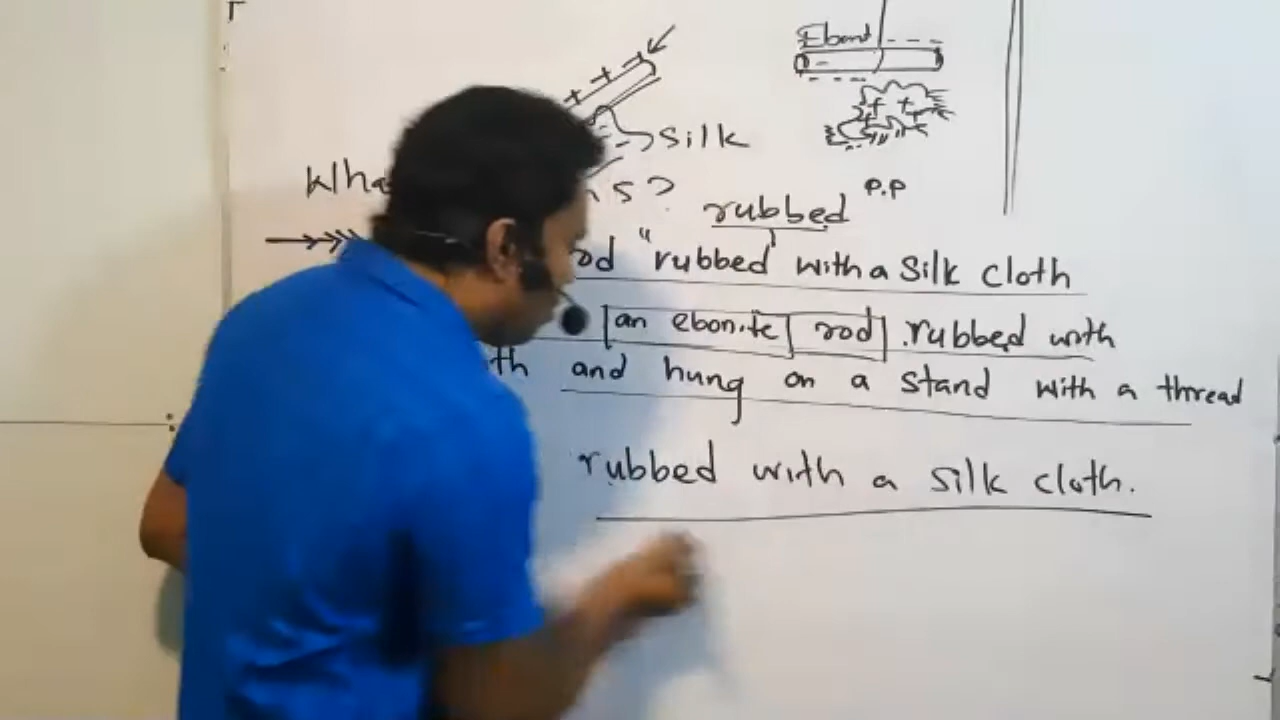 Ebonit
silk
P.P
rubbed
rod "rubbed" with a silk cloth
an ebonite rod rubbed with
and hung on a stand with a thread
rubbed with a silk cloth.